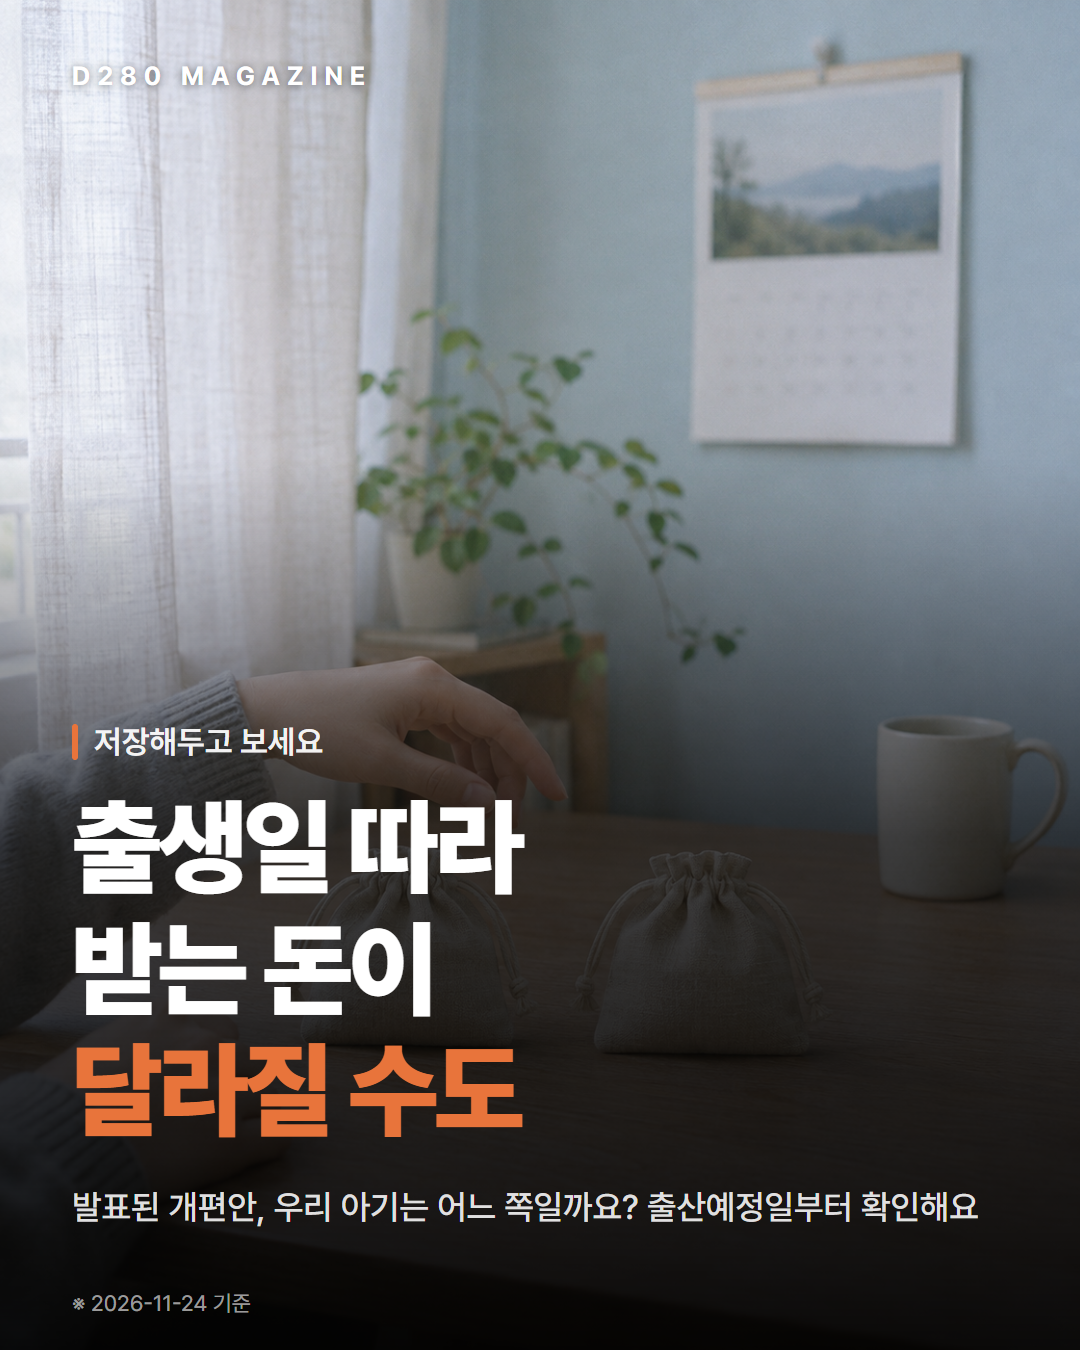 D280 MAGAZINE
저장해두고 보세요
출생일 따라
받는 돈이
달라질 수도
발표된 개편안, 우리 아기는 어느 쪽일까요? 출산예정일부터 확인해요
※ 2026-11-24 기준